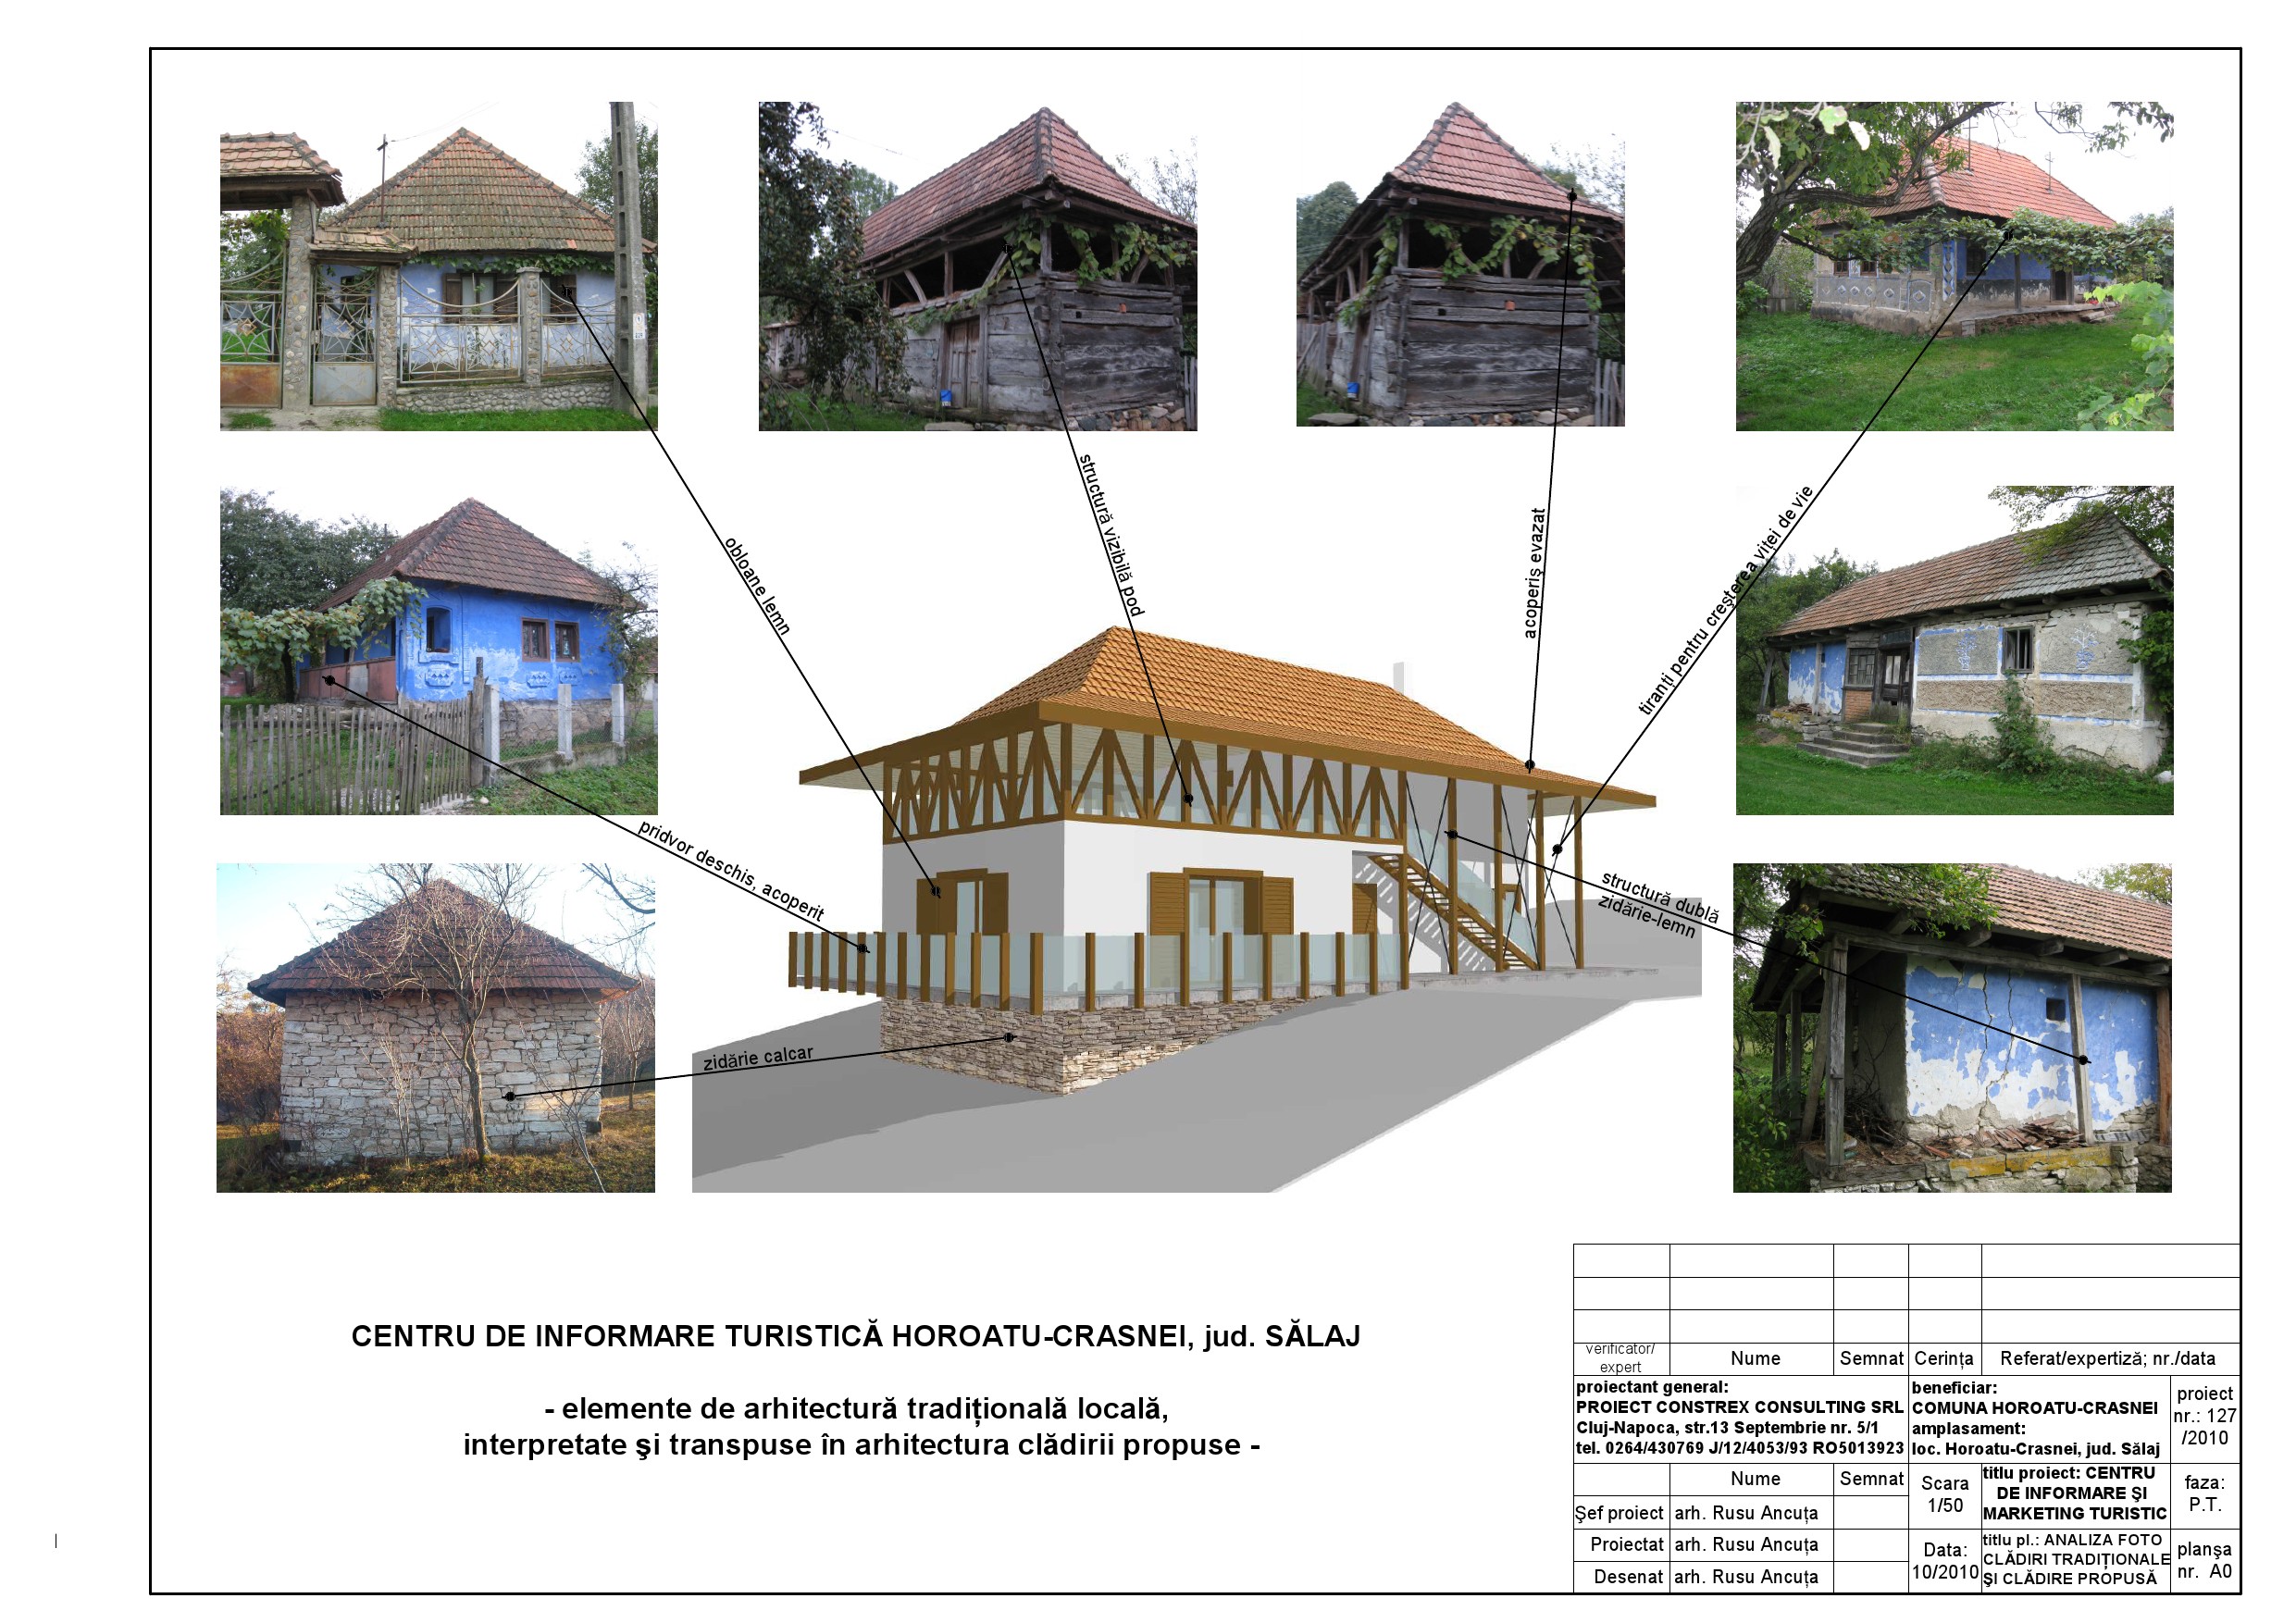 obloane lemn
structură vizibilă pod
acoperiş evazat
tiranți pentru creşterea viței de vie
pridvor deschis, acoperit
structură dublă
zidărie-lemn
zidărie calcar
CENTRU DE INFORMARE TURISTICĂ HOROATU-CRASNEI, jud. SĂLAJ
- elemente de arhitectură tradițională locală,
interpretate şi transpuse în arhitectura clădirii propuse -
verificator/
expert
Nume
Semnat
Cerința
Referat/expertiză; nr./data
proiectant general:
PROIECT CONSTREX CONSULTING SRL
Cluj-Napoca, str.13 Septembrie nr. 5/1
tel. 0264/430769 J/12/4053/93 RO5013923
beneficiar:
COMUNA HOROATU-CRASNEI
amplasament:
loc. Horoatu-Crasnei, jud. Sălaj
proiect
nr.: 127
/2010
Nume
Semnat
Scara
1/50
titlu proiect: CENTRU
DE INFORMARE ŞI
MARKETING TURISTIC
faza:
P.T.
Şef proiect
arh. Rusu Ancuța
Proiectat
arh. Rusu Ancuța
Desenat
arh. Rusu Ancuța
Data:
10/2010
titlu pl.: ANALIZA FOTO
CLĂDIRI TRADIȚIONALE
ŞI CLĂDIRE PROPUSĂ
planşa
nr. A0